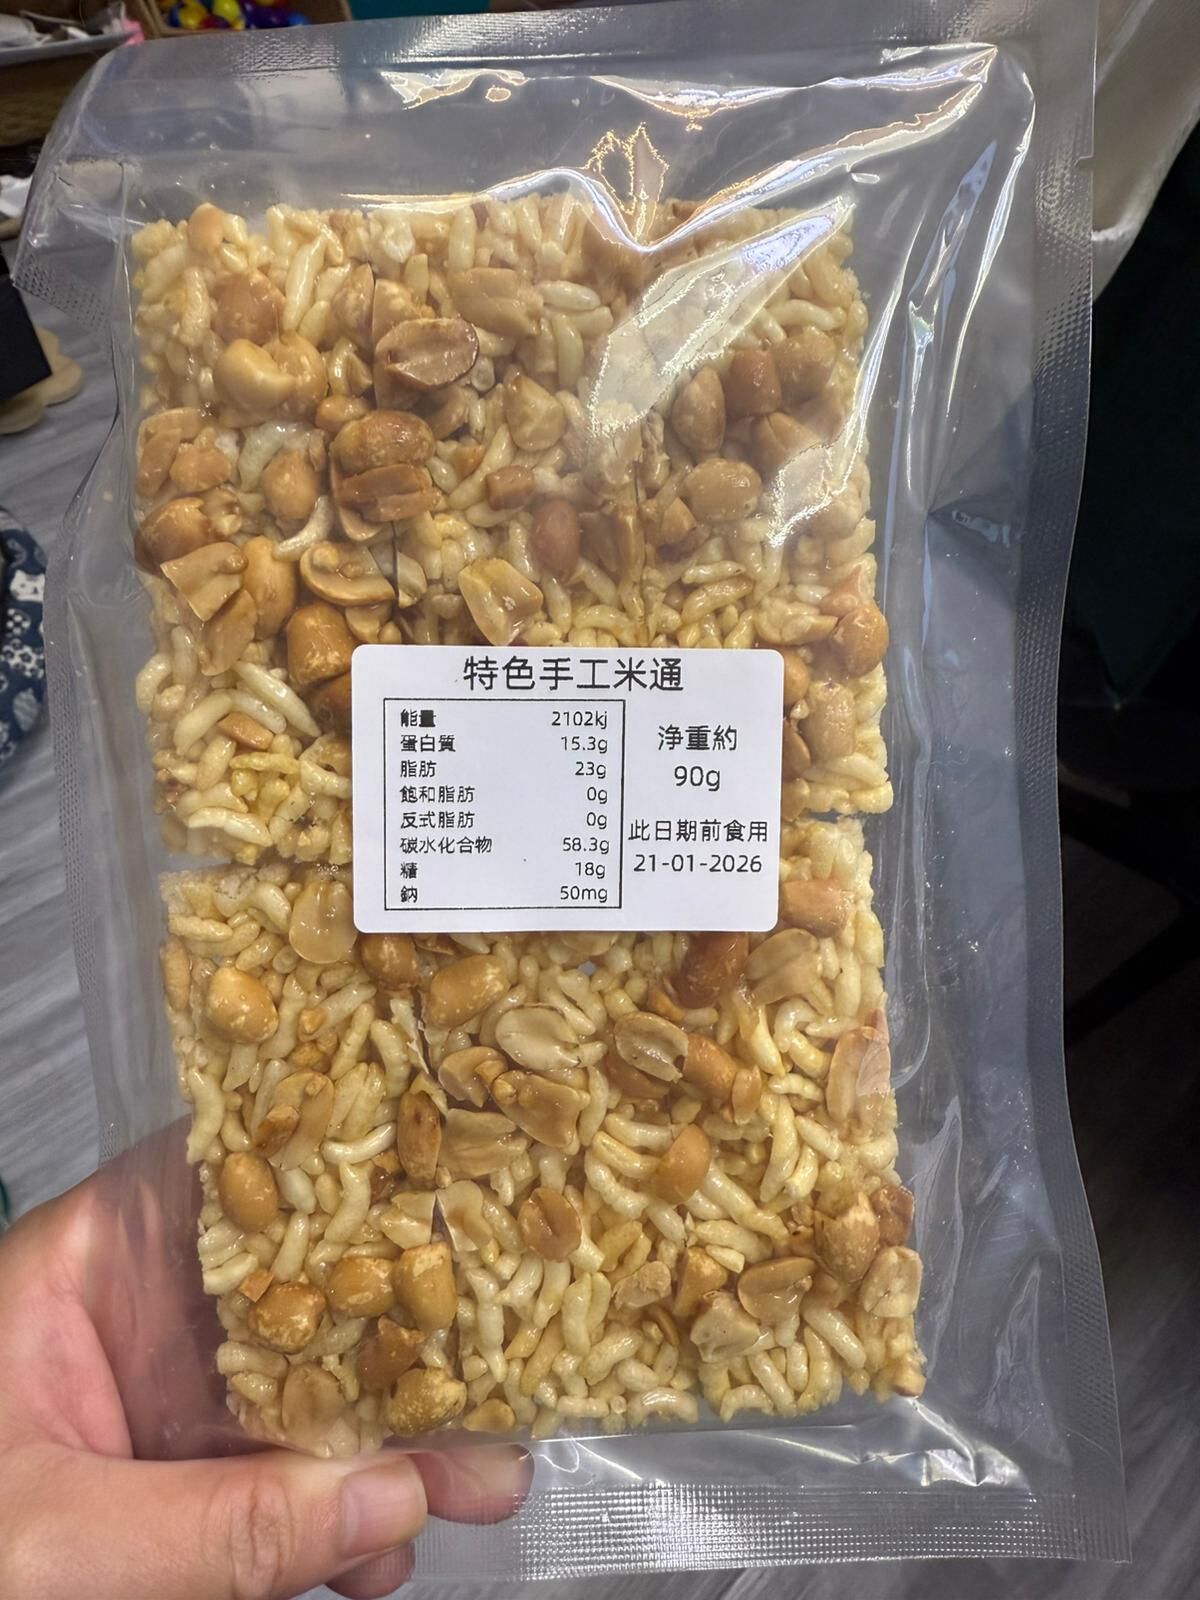 特色手工米通
能量 2102kj
蛋白質 15.3g
脂肪 23g
飽和脂肪 0g
反式脂肪 0g
碳水化合物 58.3g
糖 18g
鈉 50mg
淨重約
90g
此日期前食用
21-01-2026